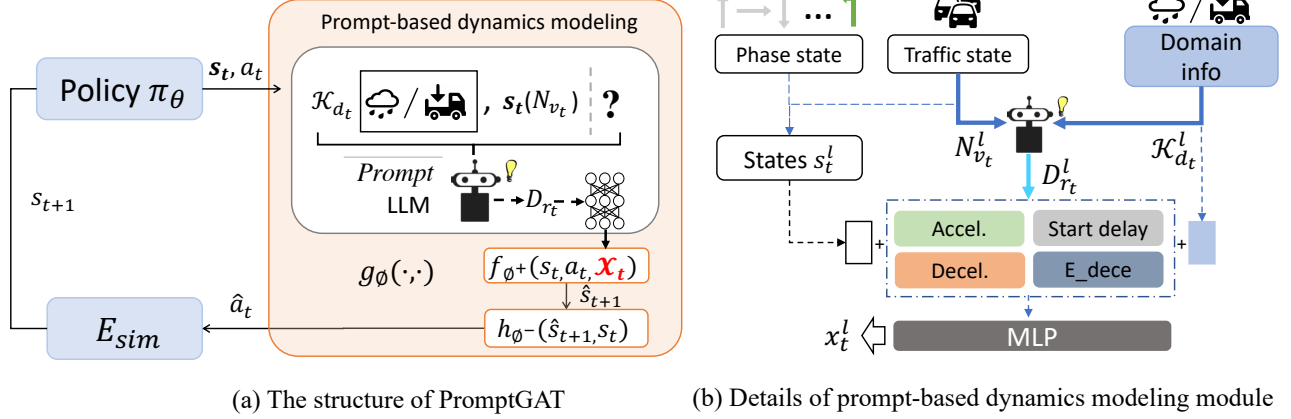 Prompt-based dynamics modeling
Policy π_θ
s_t, a_t
𝒦_{d_t} / , s_t(N_{v_t}) ?
Prompt
LLM
D_{r_t}
s_{t+1}
g_∅(·,·)
f_{∅+}(s_t, a_t, X_t)
ŝ_{t+1}
â_t
E_{sim}
h_{∅−}(ŝ_{t+1}, s_t)
(a) The structure of PromptGAT
...
/
Phase state
Traffic state
Domain
info
N_{v_t}^l
𝒦_{d_t}^l
States s_t^l
D_{r_t}^l
Accel.
Start delay
+
+
Decel.
E_dece
x_t^l
MLP
(b) Details of prompt-based dynamics modeling module